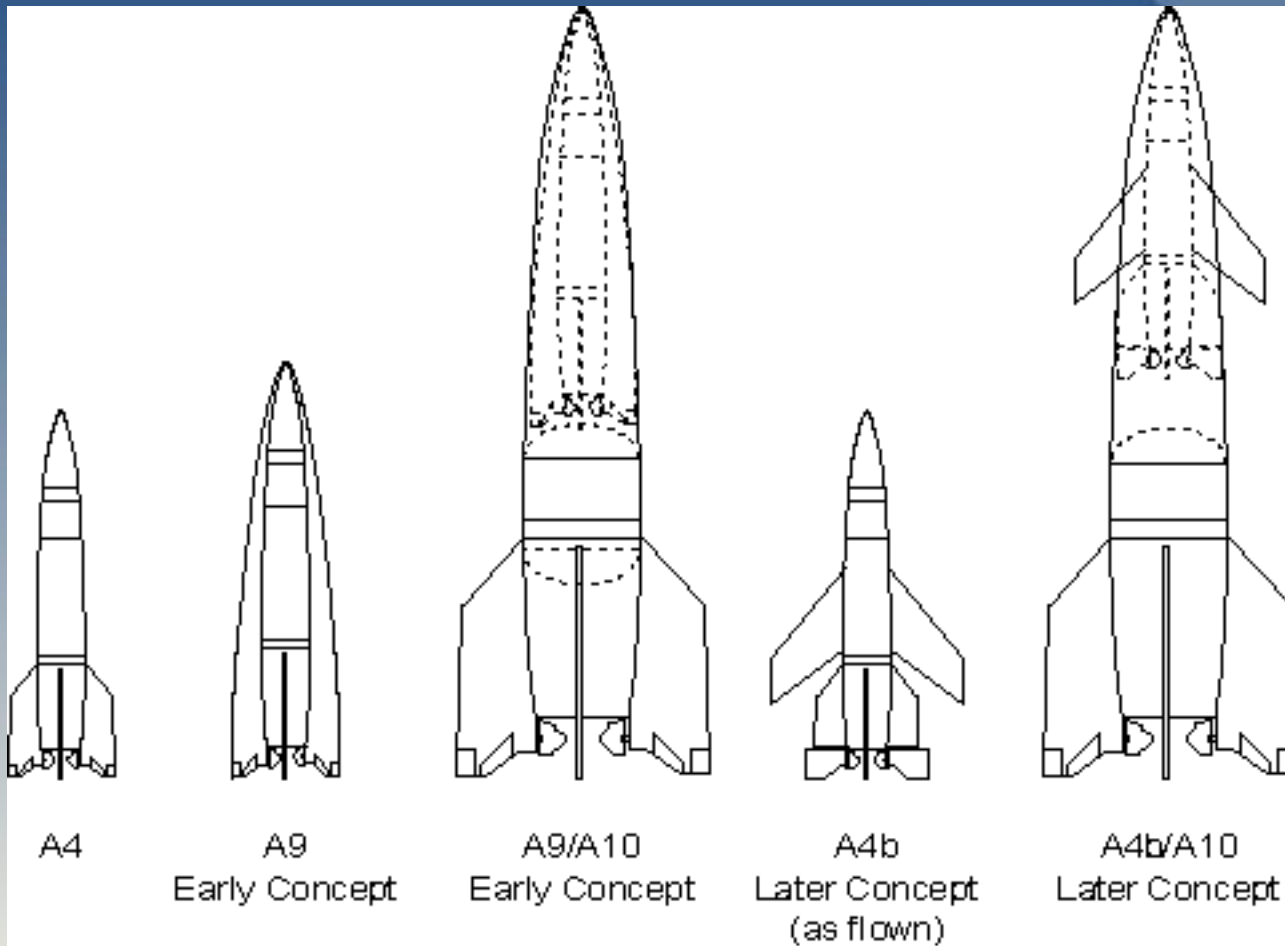 A4
A9
Early Concept
A9/A10
Early Concept
A4b
Later Concept
(as flown)
A4b/A10
Later Concept